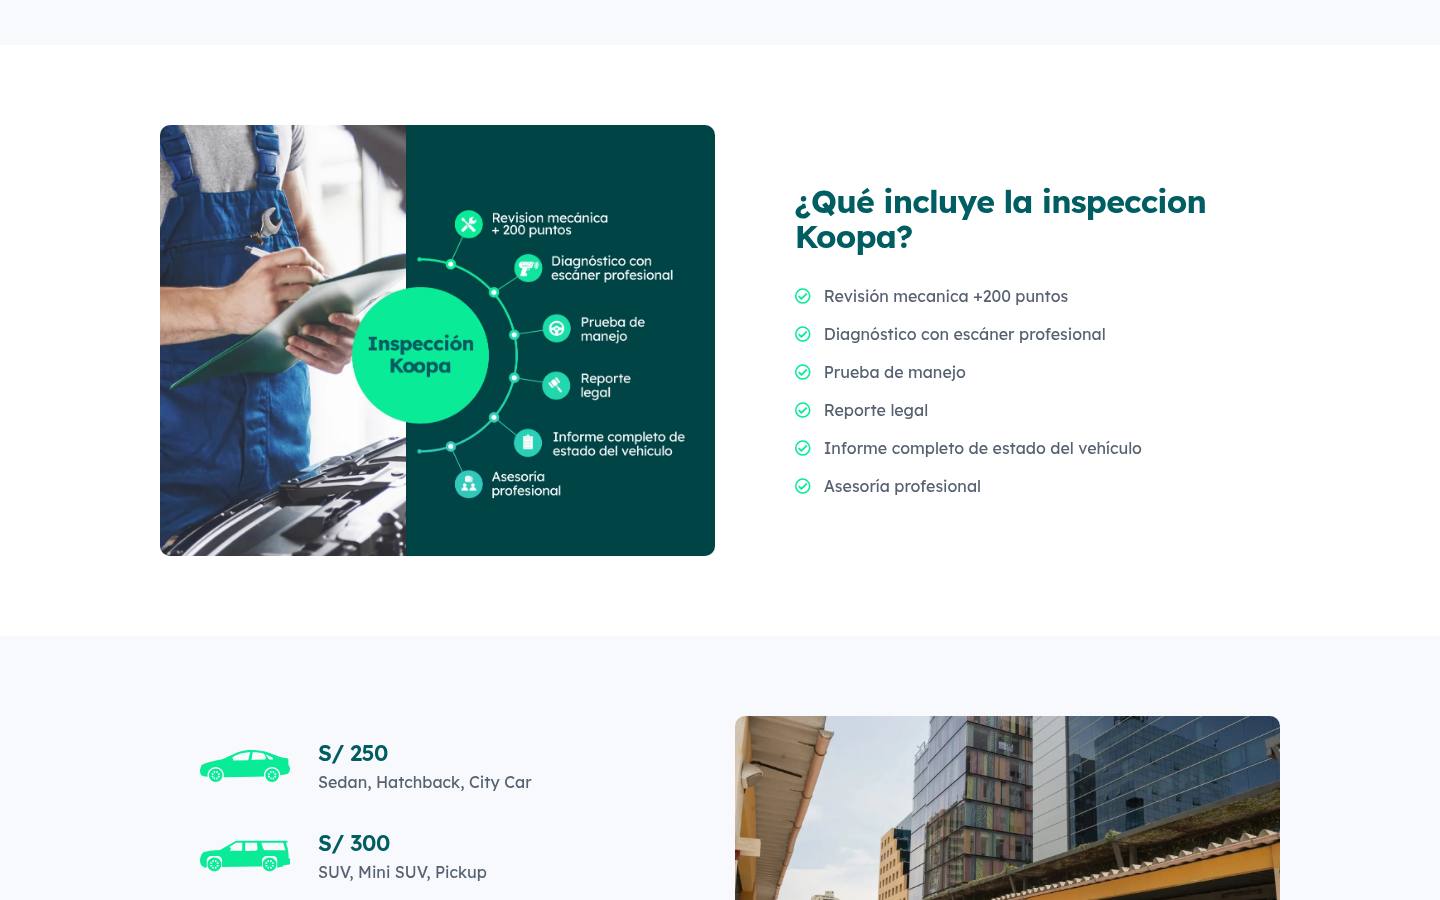 Revision mecánica
+ 200 puntos
Diagnóstico con
escáner profesional
Prueba de
manejo
Inspección
Koopa
Reporte
legal
Informe completo de
estado del vehículo
Asesoría
profesional
¿Qué incluye la inspeccion
Koopa?
Revisión mecanica +200 puntos
Diagnóstico con escáner profesional
Prueba de manejo
Reporte legal
Informe completo de estado del vehículo
Asesoría profesional
S/ 250
Sedan, Hatchback, City Car
S/ 300
SUV, Mini SUV, Pickup